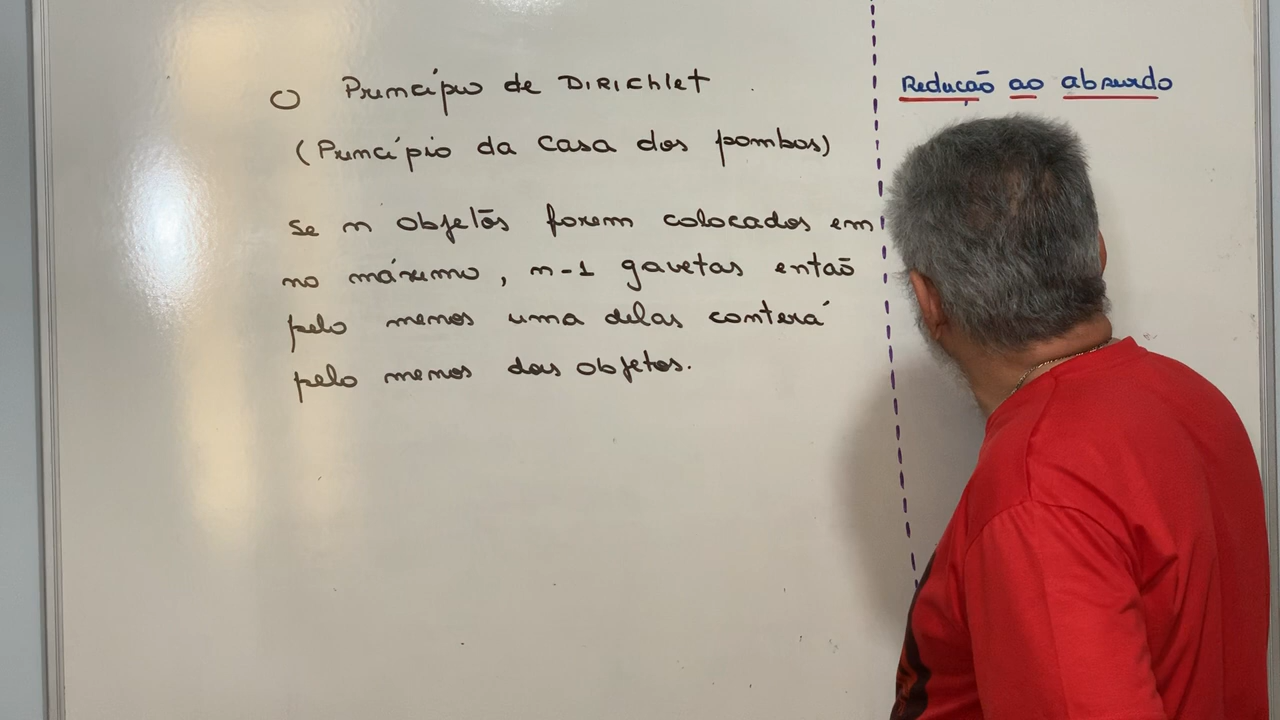 O Princípio de DIRIChlet
(Princípio da Casa dos pombos)
Se n objetos forem colocados em
no máximo, n-1 gavetas então
pelo menos uma delas conterá
pelo menos dois objetos.
Redução ao absurdo